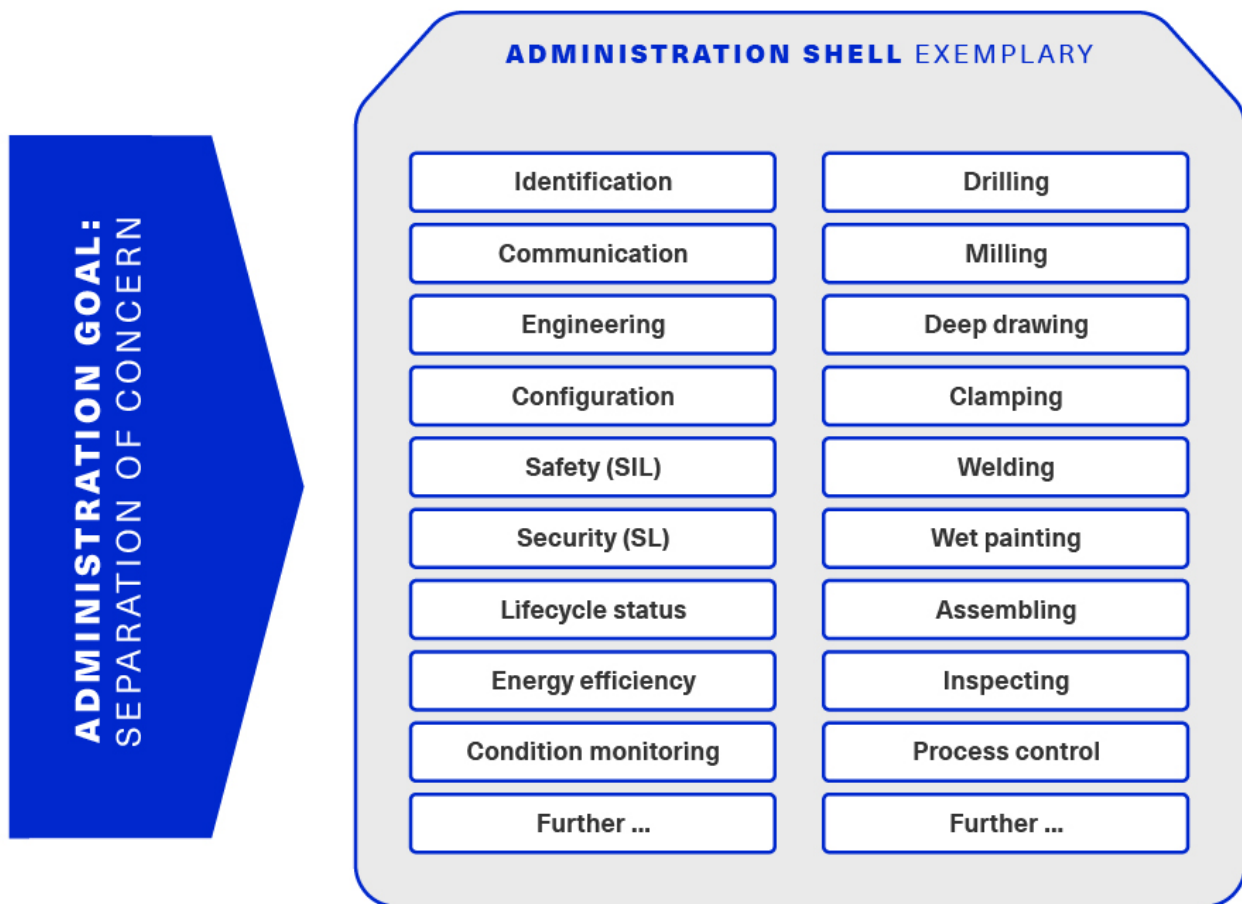 ADMINISTRATION GOAL:
SEPARATION OF CONCERN
ADMINISTRATION SHELL EXEMPLARY
Identification
Communication
Engineering
Configuration
Safety (SIL)
Security (SL)
Lifecycle status
Energy efficiency
Condition monitoring
Further ...
Drilling
Milling
Deep drawing
Clamping
Welding
Wet painting
Assembling
Inspecting
Process control
Further ...